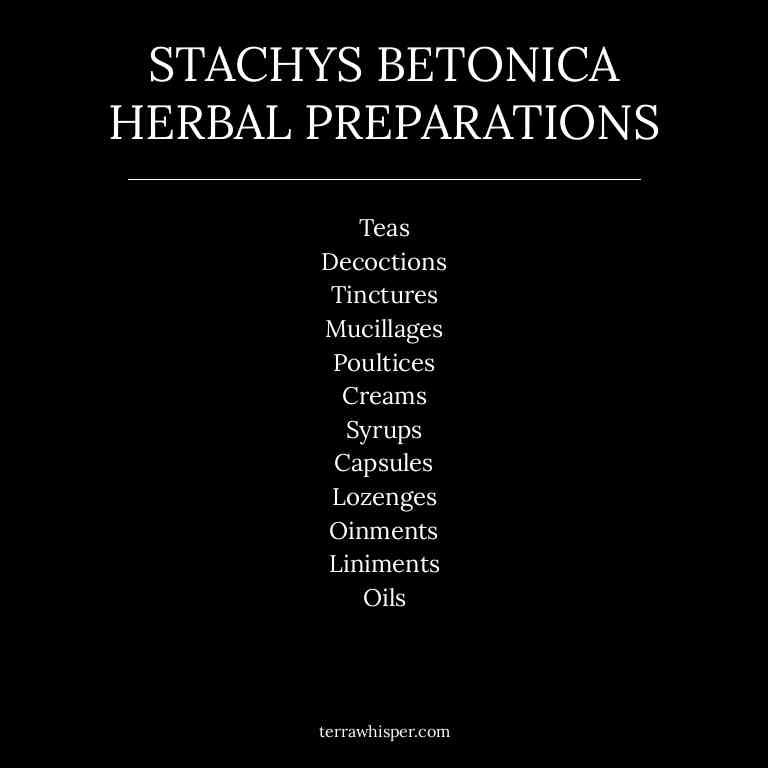 STACHYS BETONICA
HERBAL PREPARATIONS
Teas
Decoctions
Tinctures
Mucillages
Poultices
Creams
Syrups
Capsules
Lozenges
Oinments
Liniments
Oils
terrawhisper.com